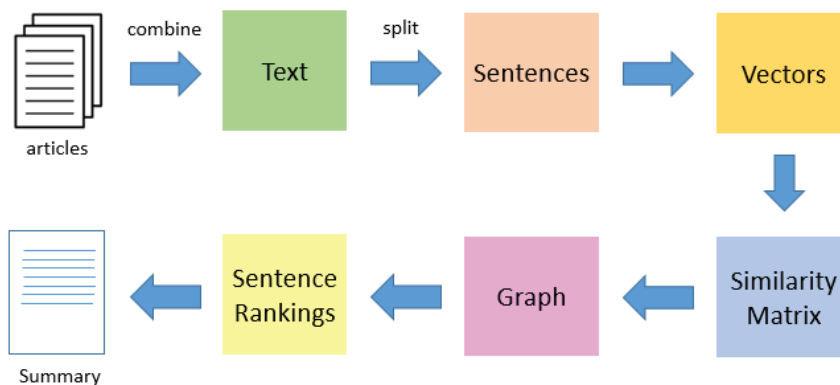 combine
split
Text
Sentences
Vectors
articles
Similarity
Matrix
Graph
Sentence
Rankings
Summary